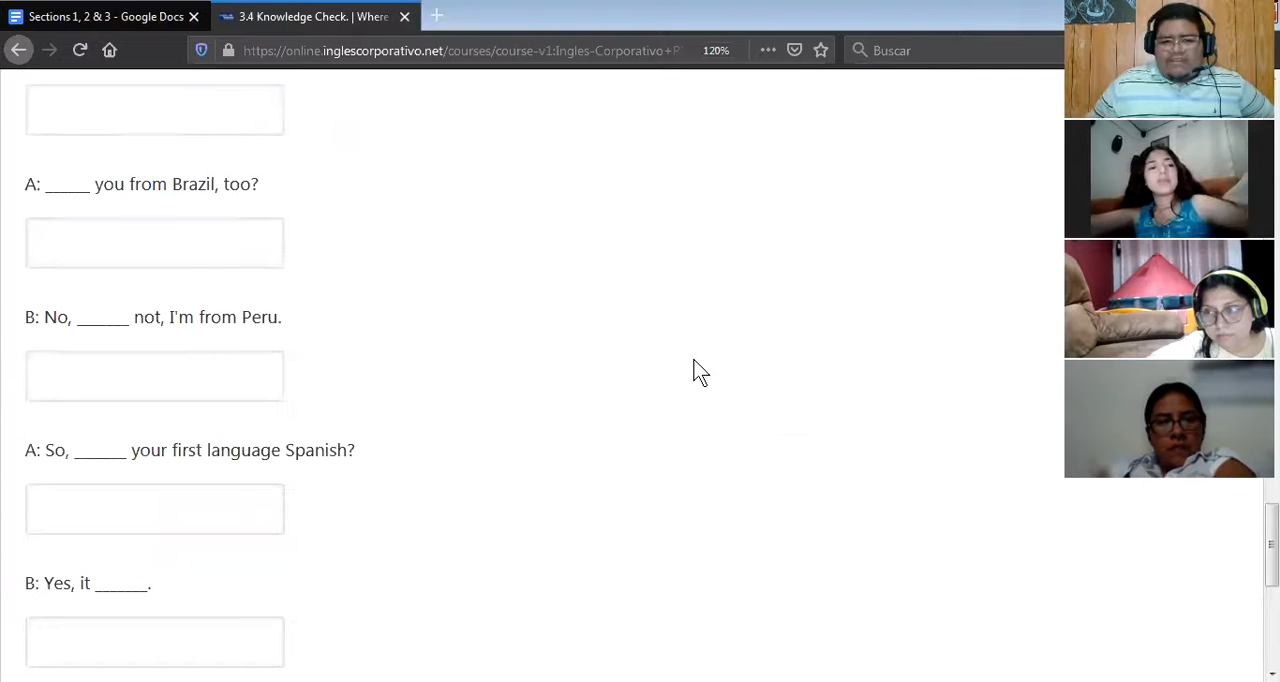 Sections 1, 2 & 3 - Google Docs
3.4 Knowledge Check. | Where
https://online.inglescorporativo.net/courses/course-v1:Ingles-Corporativo+P
120%
Buscar
A: _____ you from Brazil, too?
B: No, ______ not, I'm from Peru.
A: So, ______ your first language Spanish?
B: Yes, it ______.